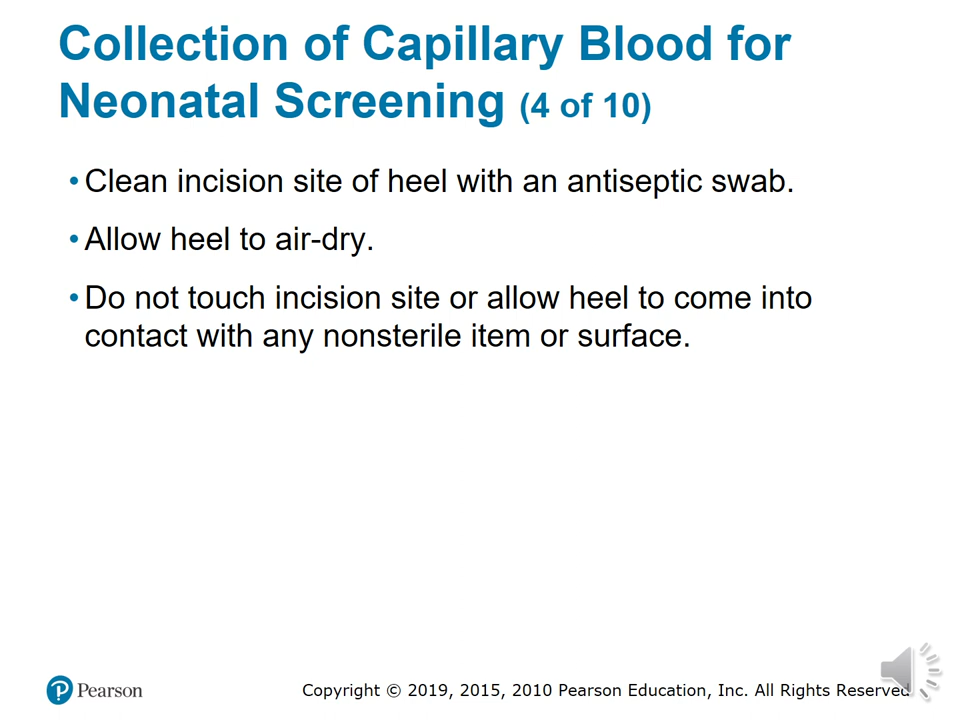 Collection of Capillary Blood for
Neonatal Screening (4 of 10)
• Clean incision site of heel with an antiseptic swab.
• Allow heel to air-dry.
• Do not touch incision site or allow heel to come into
contact with any nonsterile item or surface.
Pearson
Copyright © 2019, 2015, 2010 Pearson Education, Inc. All Rights Reserved